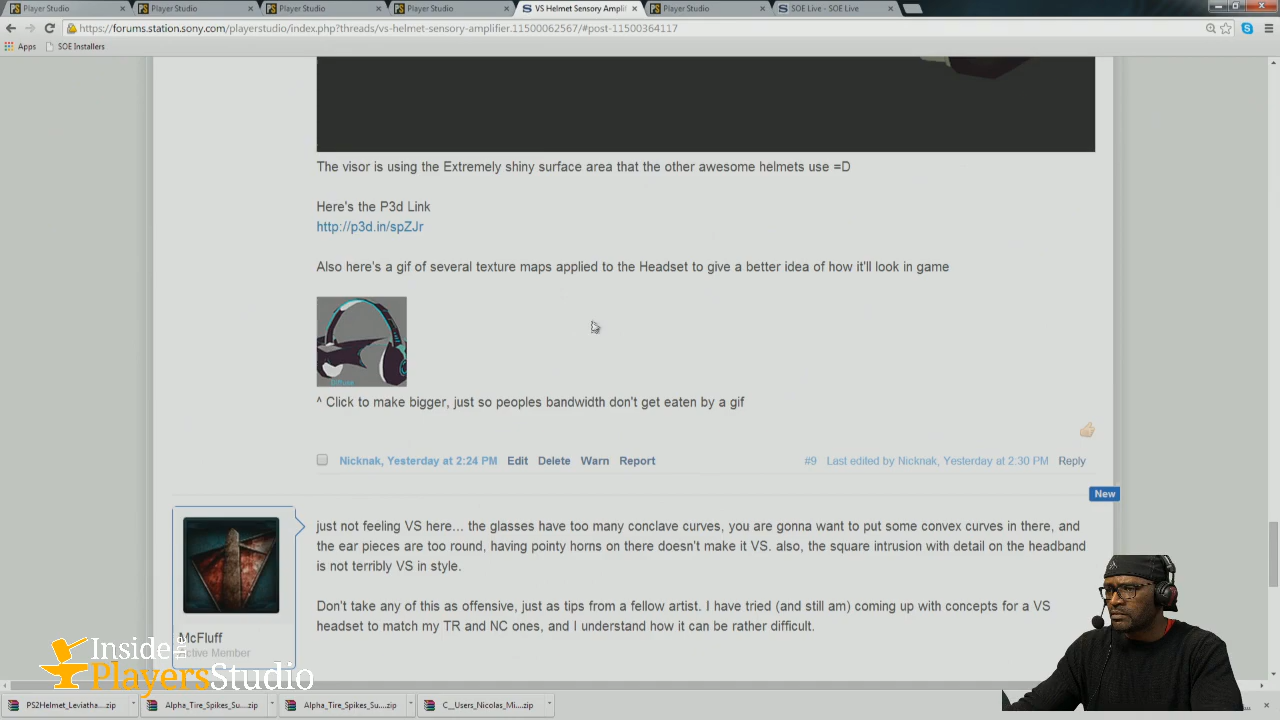 Player Studio
Player Studio
Player Studio
Player Studio
VS Helmet Sensory Amplif
Player Studio
SOE Live - SOE Live
https://forums.station.sony.com/playerstudio/index.php?threads/vs-helmet-sensory-amplifier.11500062567/#post-11500364117
Apps
SOE Installers
The visor is using the Extremely shiny surface area that the other awesome helmets use =D
Here's the P3d Link
http://p3d.in/spZJr
Also here's a gif of several texture maps applied to the Headset to give a better idea of how it'll look in game
Diffuse
^ Click to make bigger, just so peoples bandwidth don't get eaten by a gif
Nicknak, Yesterday at 2:24 PM Edit Delete Warn Report
#9 Last edited by Nicknak, Yesterday at 2:30 PM Reply
New
just not feeling VS here... the glasses have too many conclave curves, you are gonna want to put some convex curves in there, and
the ear pieces are too round, having pointy horns on there doesn't make it VS. also, the square intrusion with detail on the headband
is not terribly VS in style.
Don't take any of this as offensive, just as tips from a fellow artist. I have tried (and still am) coming up with concepts for a VS
headset to match my TR and NC ones, and I understand how it can be rather difficult.
McFluff
Active Member
Inside the
PlayersStudio
PS2Helmet_Leviatha....zip
Alpha_Tire_Spikes_Su....zip
Alpha_Tire_Spikes_Su....zip
C__Users_Nicolas_Mi....zip